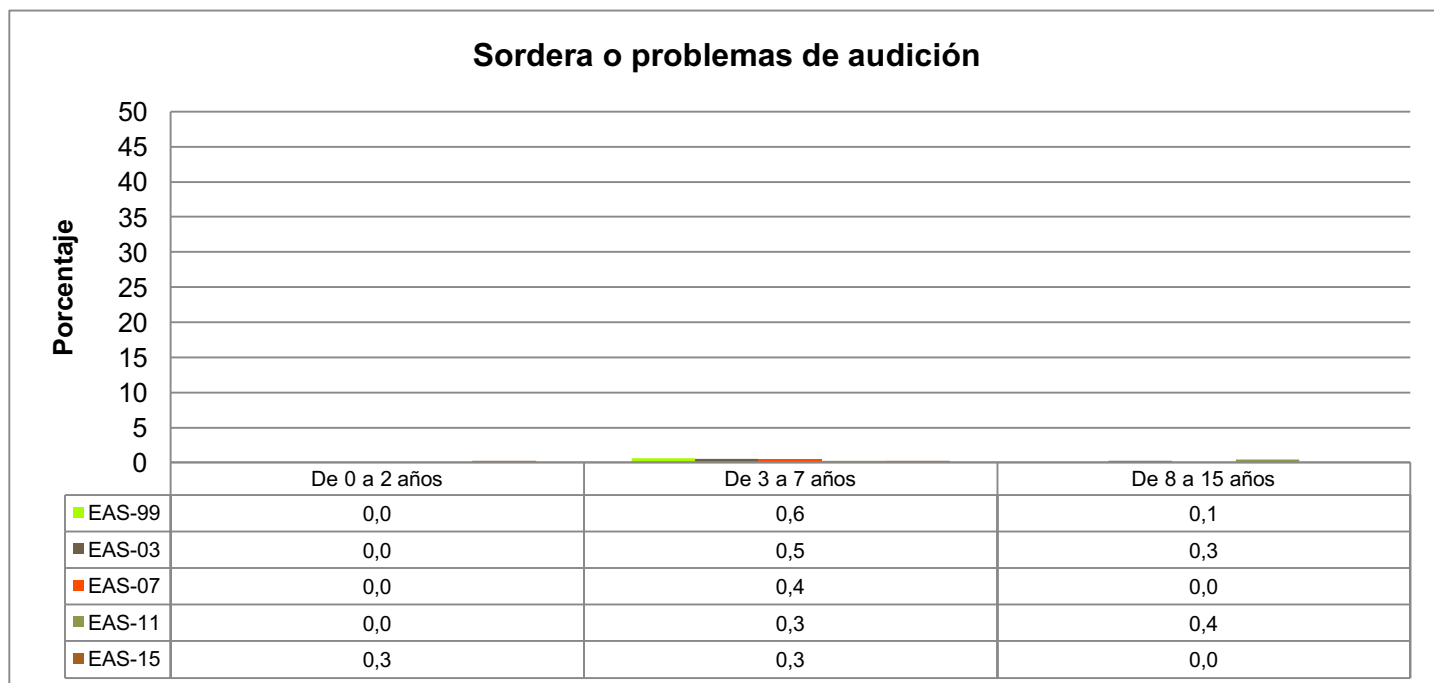 Sordera o problemas de audición
Porcentaje
50
45
40
35
30
25
20
15
10
5
0
De 0 a 2 años De 3 a 7 años De 8 a 15 años
EAS-99 0,0 0,6 0,1
EAS-03 0,0 0,5 0,3
EAS-07 0,0 0,4 0,0
EAS-11 0,0 0,3 0,4
EAS-15 0,3 0,3 0,0